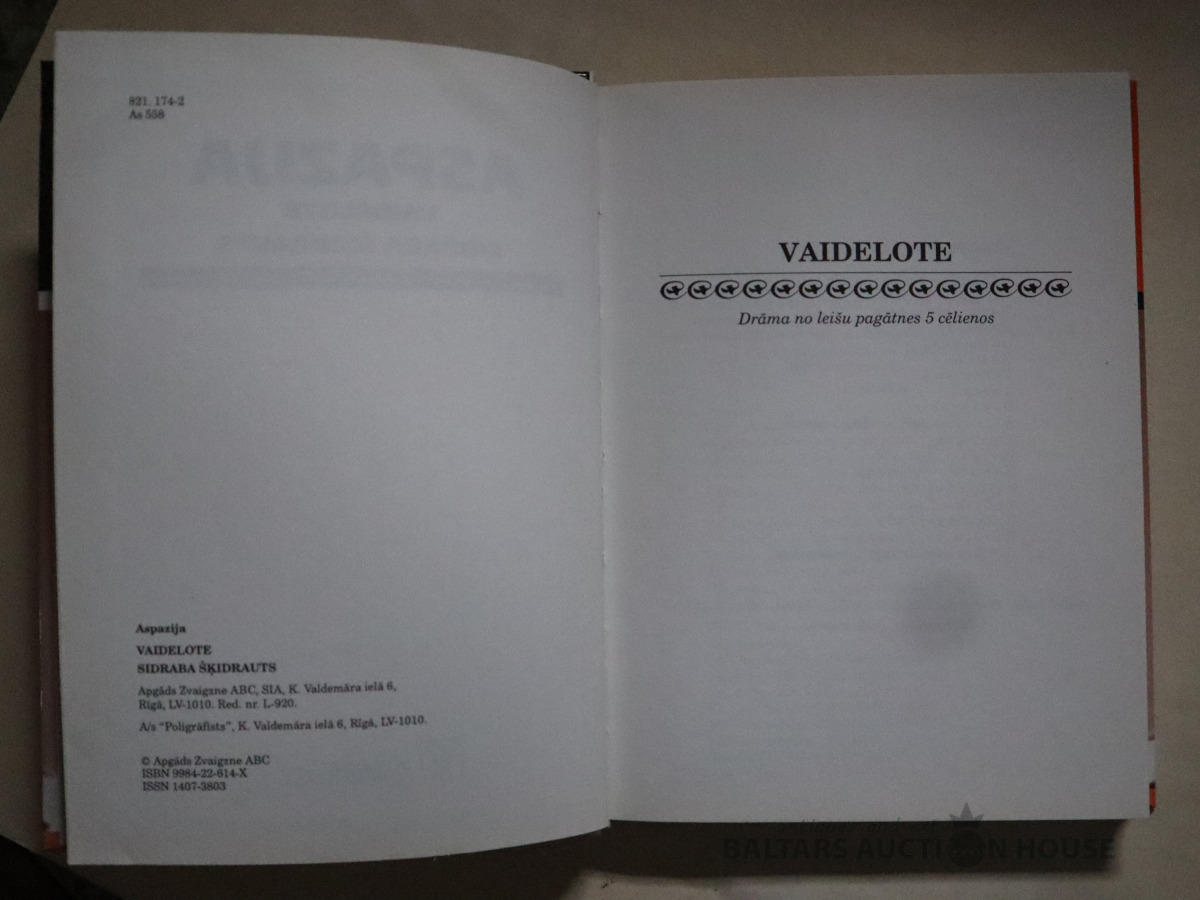 821. 174-2
As 558
Aspazija
VAIDELOTE
SIDRABA ŠĶIDRAUTS
Apgāds Zvaigzne ABC, SIA, K. Valdemāra ielā 6,
Rīgā, LV-1010. Red. nr. L-920.
A/s "Poligrāfists", K. Valdemāra ielā 6, Rīgā, LV-1010.
© Apgāds Zvaigzne ABC
ISBN 9984-22-614-X
ISSN 1407-3803
VAIDELOTE
Drāma no leišu pagātnes 5 cēlienos
BALTARS AUCTION HOUSE